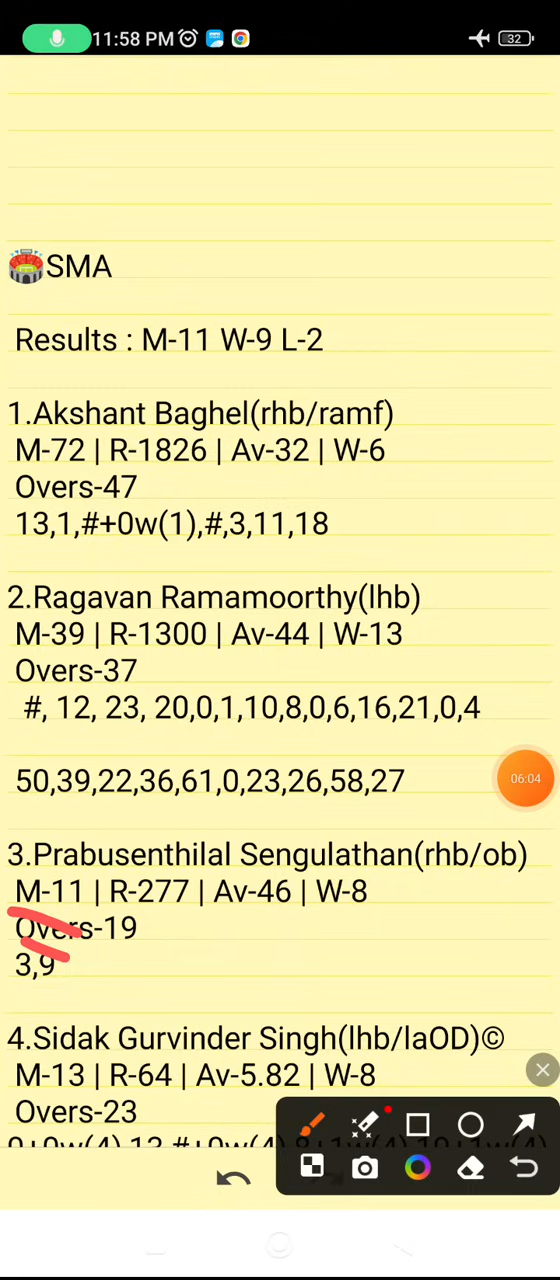 11:58 PM
32
SMA
Results : M-11 W-9 L-2
1.Akshant Baghel(rhb/ramf)
M-72 | R-1826 | Av-32 | W-6
Overs-47
13,1,#+0w(1),#,3,11,18
2.Ragavan Ramamoorthy(lhb)
M-39 | R-1300 | Av-44 | W-13
Overs-37
#, 12, 23, 20,0,1,10,8,0,6,16,21,0,4
50,39,22,36,61,0,23,26,58,27
06:04
3.Prabusenthilal Sengulathan(rhb/ob)
M-11 | R-277 | Av-46 | W-8
Overs-19
3,9
4.Sidak Gurvinder Singh(lhb/laOD)©
M-13 | R-64 | Av-5.82 | W-8
Overs-23